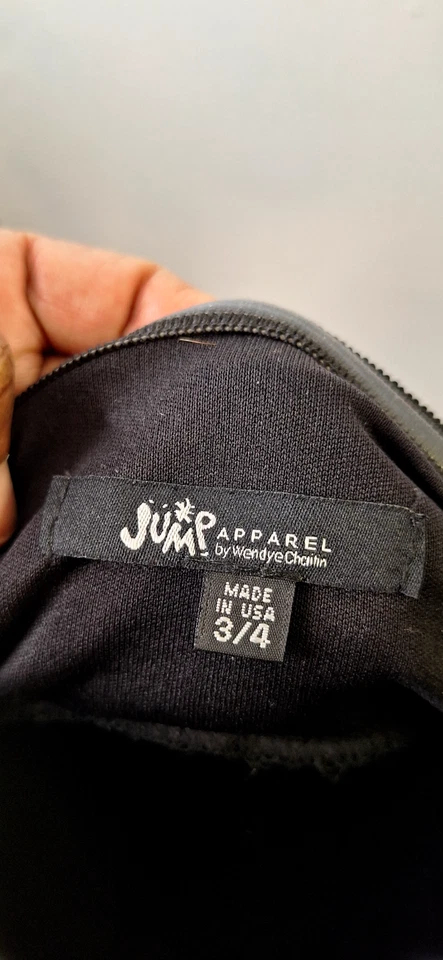 JUMP APPAREL
by Wendye Chaitin
MADE
IN USA
3/4